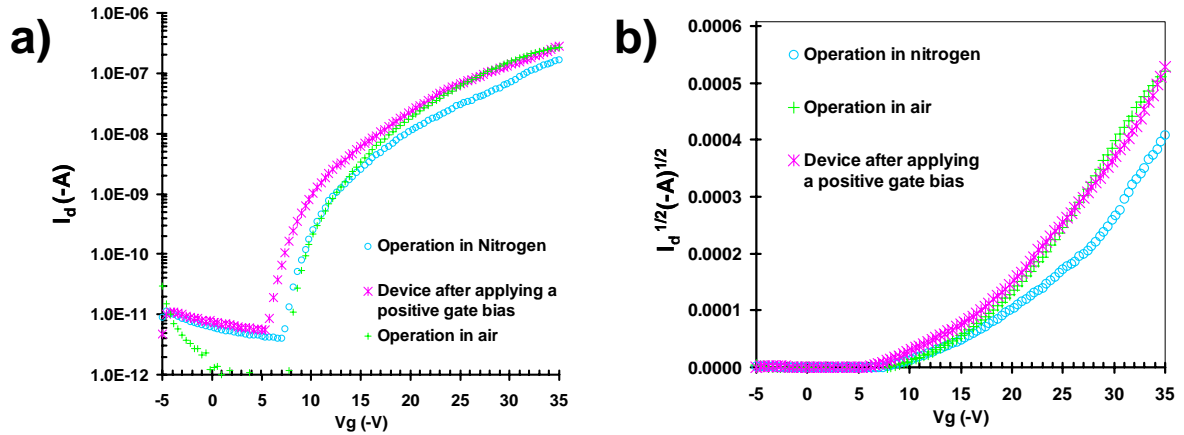 a)
1.0E-06
1.0E-07
1.0E-08
1.0E-09
1.0E-10
1.0E-11
1.0E-12
I_d (-A)
-5 0 5 10 15 20 25 30 35
Vg (-V)
Operation in Nitrogen
Device after applying a
positive gate bias
Operation in air
b)
0.0006
0.0005
0.0004
0.0003
0.0002
0.0001
0.0000
I_d^1/2(-A)^1/2
-5 0 5 10 15 20 25 30 35
Vg (-V)
Operation in nitrogen
Operation in air
Device after applying
a positive gate bias